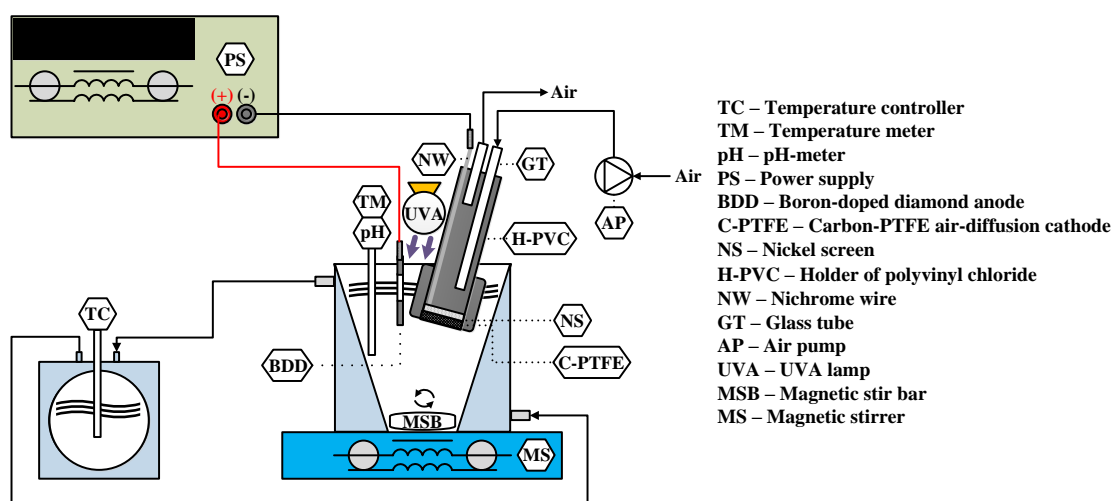 PS
(+) (-)
Air
NW
GT
Air
AP
TM
UVA
pH
H-PVC
TC
NS
BDD
C-PTFE
MSB
MS
TC – Temperature controller
TM – Temperature meter
pH – pH-meter
PS – Power supply
BDD – Boron-doped diamond anode
C-PTFE – Carbon-PTFE air-diffusion cathode
NS – Nickel screen
H-PVC – Holder of polyvinyl chloride
NW – Nichrome wire
GT – Glass tube
AP – Air pump
UVA – UVA lamp
MSB – Magnetic stir bar
MS – Magnetic stirrer